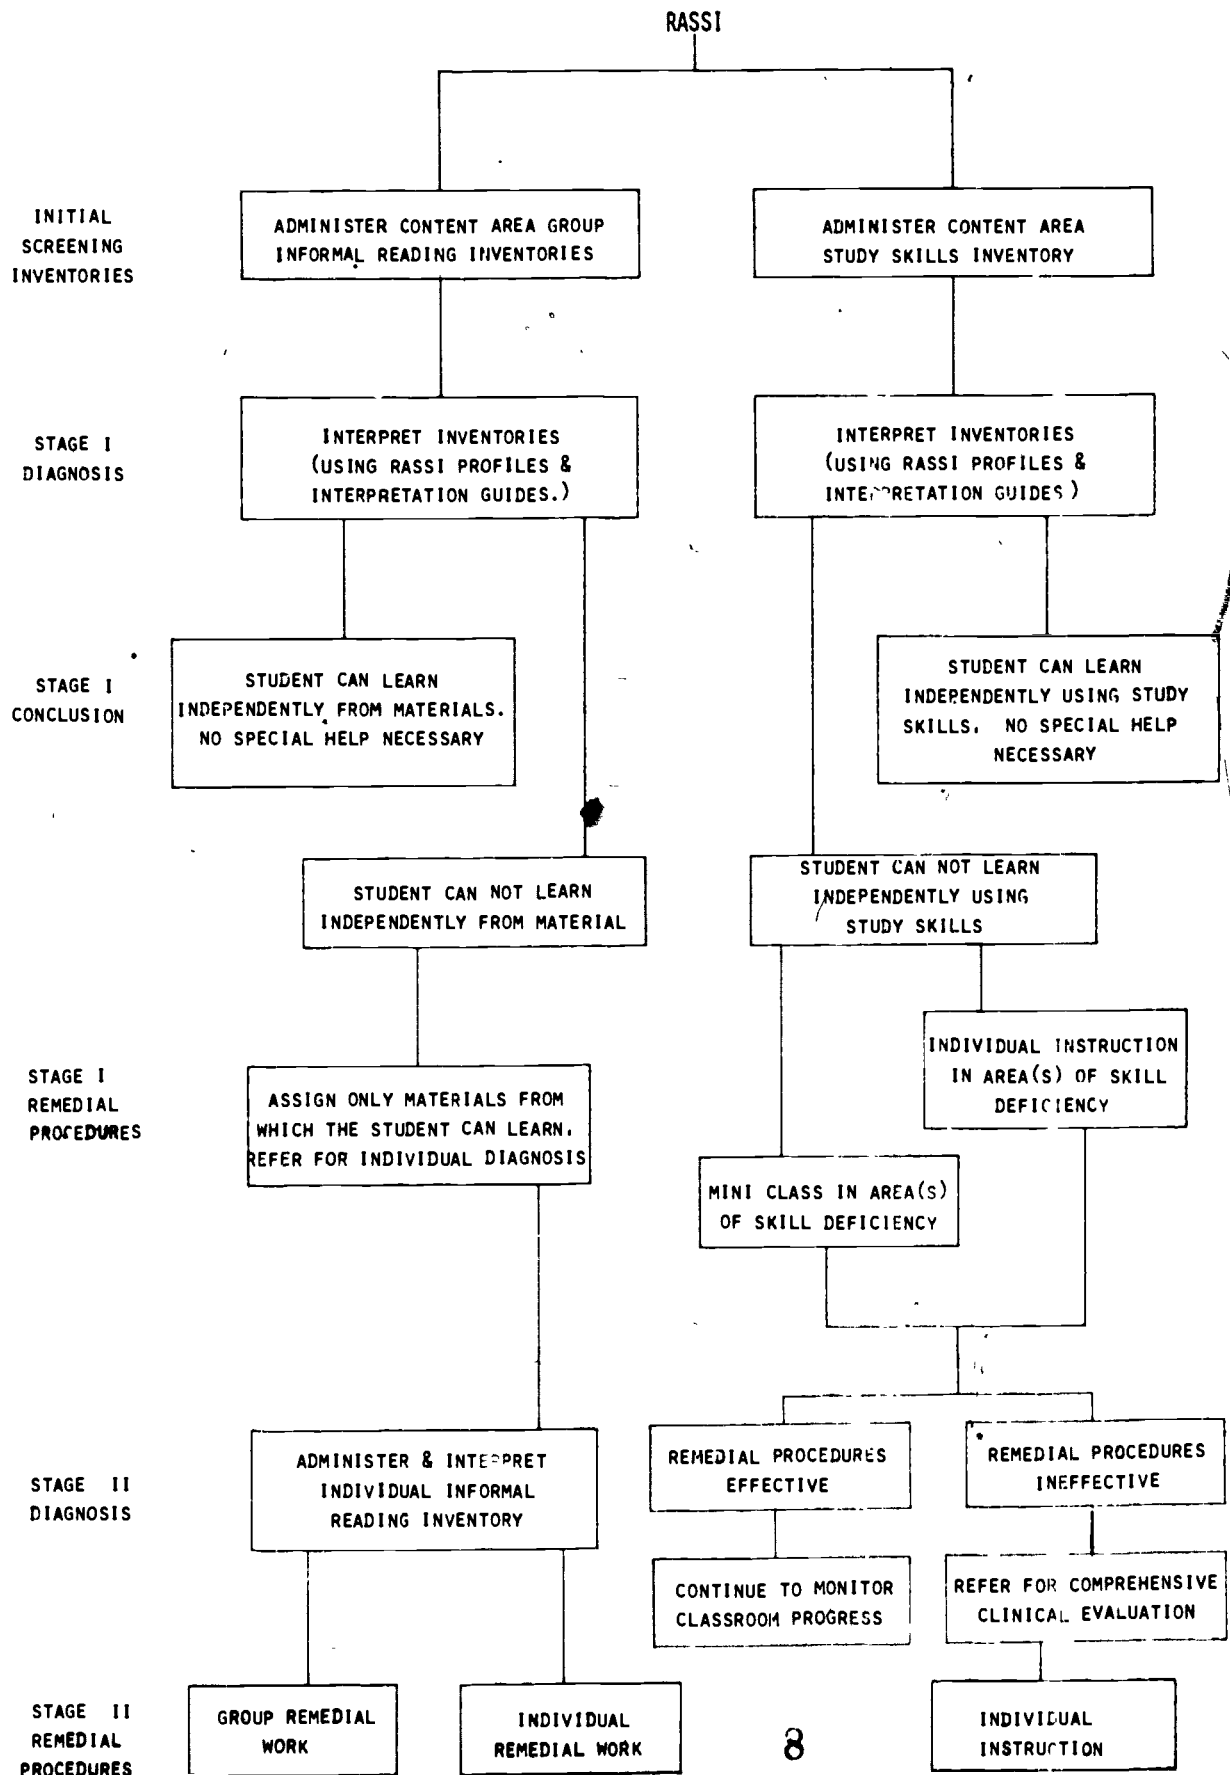 RASSI
INITIAL
SCREENING
INVENTORIES
ADMINISTER CONTENT AREA GROUP
INFORMAL READING INVENTORIES
ADMINISTER CONTENT AREA
STUDY SKILLS INVENTORY
STAGE I
DIAGNOSIS
INTERPRET INVENTORIES
(USING RASSI PROFILES &
INTERPRETATION GUIDES.)
INTERPRET INVENTORIES
(USING RASSI PROFILES &
INTERPRETATION GUIDES)
STAGE I
CONCLUSION
STUDENT CAN LEARN
INDEPENDENTLY FROM MATERIALS.
NO SPECIAL HELP NECESSARY
STUDENT CAN LEARN
INDEPENDENTLY USING STUDY
SKILLS. NO SPECIAL HELP
NECESSARY
STUDENT CAN NOT LEARN
INDEPENDENTLY FROM MATERIAL
STUDENT CAN NOT LEARN
INDEPENDENTLY USING
STUDY SKILLS
STAGE I
REMEDIAL
PROCEDURES
ASSIGN ONLY MATERIALS FROM
WHICH THE STUDENT CAN LEARN.
REFER FOR INDIVIDUAL DIAGNOSIS
INDIVIDUAL INSTRUCTION
IN AREA(S) OF SKILL
DEFICIENCY
MINI CLASS IN AREA(S)
OF SKILL DEFICIENCY
STAGE II
DIAGNOSIS
ADMINISTER & INTERPRET
INDIVIDUAL INFORMAL
READING INVENTORY
REMEDIAL PROCEDURES
EFFECTIVE
REMEDIAL PROCEDURES
INEFFECTIVE
CONTINUE TO MONITOR
CLASSROOM PROGRESS
REFER FOR COMPREHENSIVE
CLINICAL EVALUATION
STAGE II
REMEDIAL
PROCEDURES
GROUP REMEDIAL
WORK
INDIVIDUAL
REMEDIAL WORK
8
INDIVIDUAL
INSTRUCTION